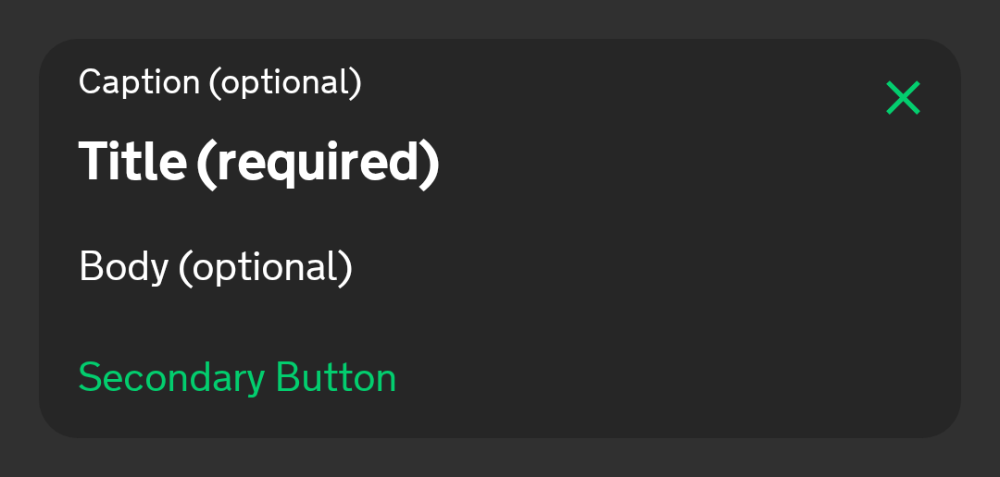 Caption (optional)
Title (required)
Body (optional)
Secondary Button